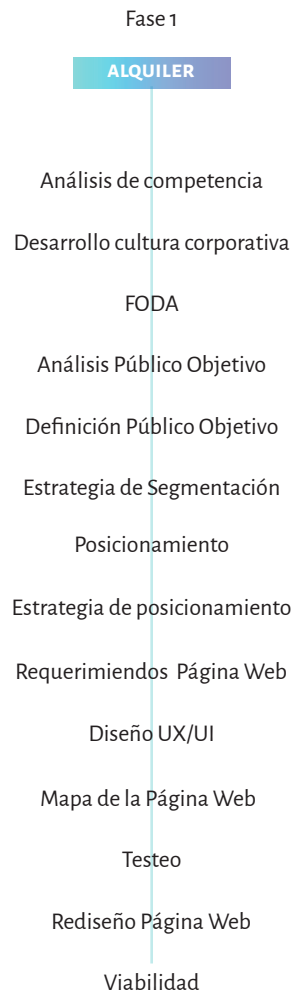 Fase 1
ALQUILER
Análisis de competencia
Desarrollo cultura corporativa
FODA
Análisis Público Objetivo
Definición Público Objetivo
Estrategia de Segmentación
Posicionamiento
Estrategia de posicionamiento
Requerimiendos Página Web
Diseño UX/UI
Mapa de la Página Web
Testeo
Rediseño Página Web
Viabilidad